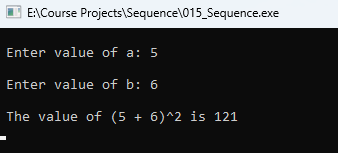 E:\Course Projects\Sequence\015_Sequence.exe
Enter value of a: 5
Enter value of b: 6
The value of (5 + 6)^2 is 121